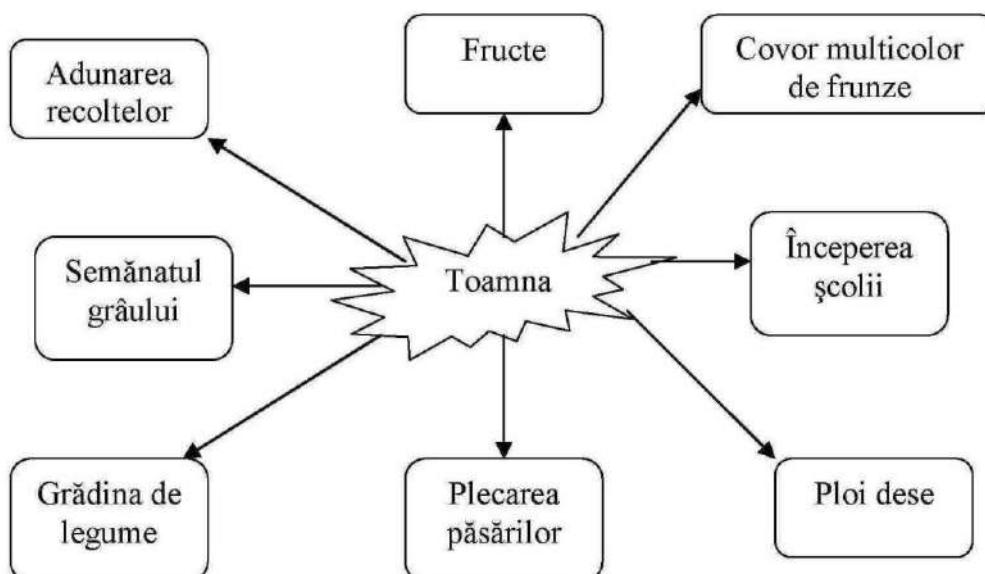 Adunarea
recoltelor
Fructe
Covor multicolor
de frunze
Semănatul
grâului
Toamna
Începerea
şcolii
Grădina de
legume
Plecarea
păsărilor
Ploi dese